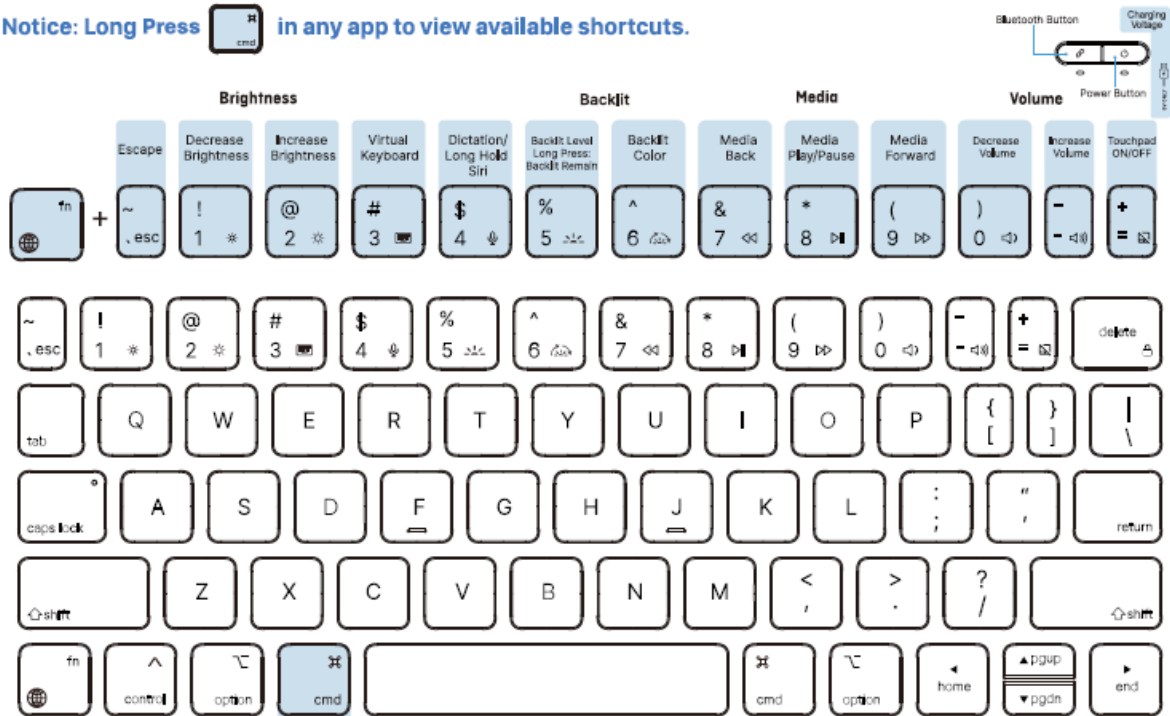 Notice: Long Press ⌘ cmd in any app to view available shortcuts.
Bluetooth Button
Charging Voltage
Power Button
Brightness
Backlit
Media
Volume
Escape
Decrease Brightness
Increase Brightness
Virtual Keyboard
Dictation/ Long Hold Siri
Backlit Level Long Press: Backlit Remain
Backlit Color
Media Back
Media Play/Pause
Media Forward
Decrease Volume
Increase Volume
Touchpad ON/OFF
fn + ~ 、esc ! 1 @ 2 # 3 $ 4 % 5 ^ 6 & 7 * 8 ( 9 ) 0 - - + =
~ 、esc ! 1 @ 2 # 3 $ 4 % 5 ^ 6 & 7 * 8 ( 9 ) 0 - - + = delete
tab Q W E R T Y U I O P { [ } ] | \
caps lock A S D F G H J K L : ; " ' return
shift Z X C V B N M < , > . ? / shift
fn ^ control ⌥ option ⌘ cmd ⌘ cmd ⌥ option ◂ home ▲ pgup ▼ pgdn ▸ end